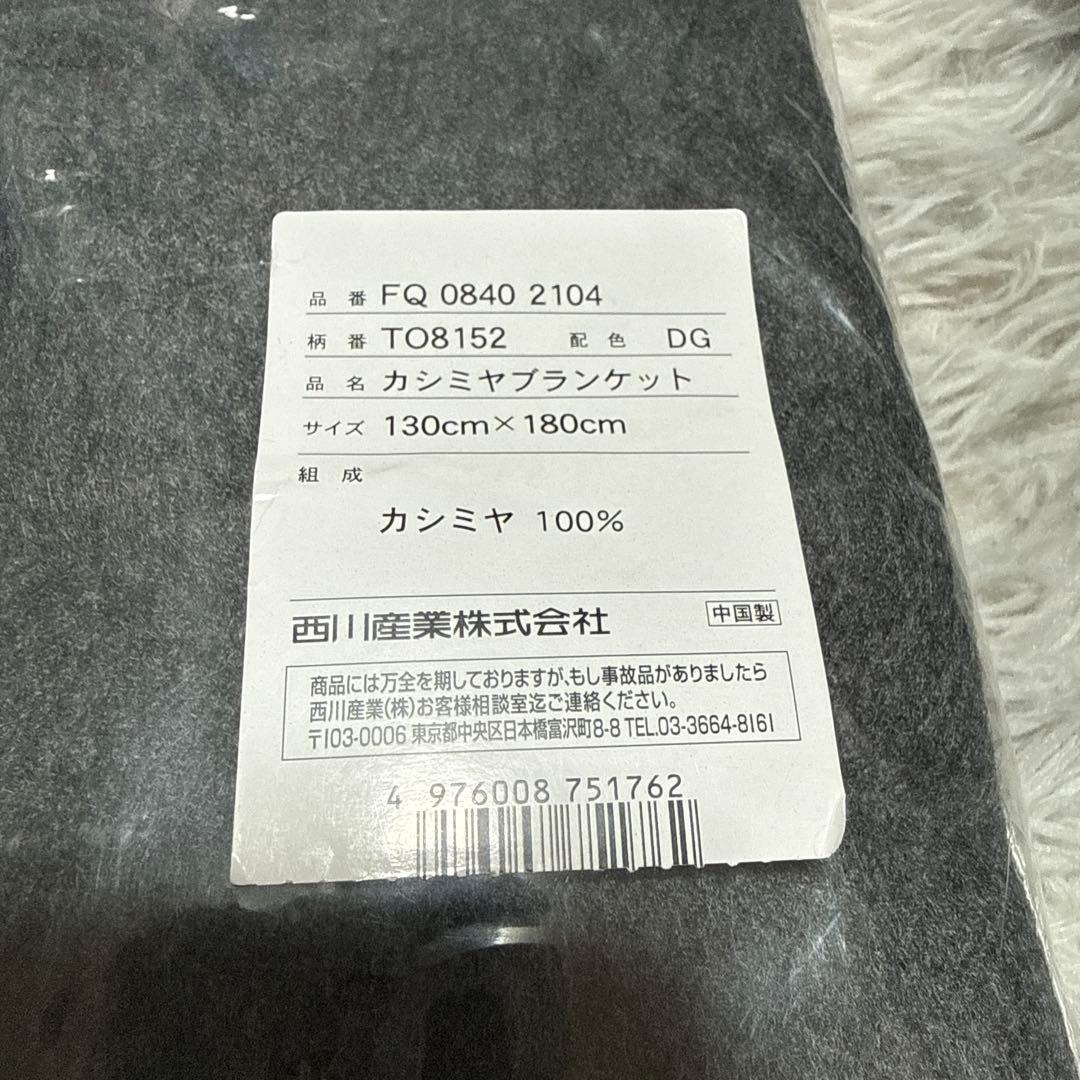 品番 FQ 0840 2104
柄番 TO8152 配色 DG
品名 カシミヤブランケット
サイズ 130cm×180cm
組成
カシミヤ 100%
西川産業株式会社 中国製
商品には万全を期しておりますが、もし事故品がありましたら
西川産業(株)お客様相談室迄ご連絡ください。
〒103-0006 東京都中央区日本橋富沢町8-8 TEL.03-3664-8161
4 976008 751762